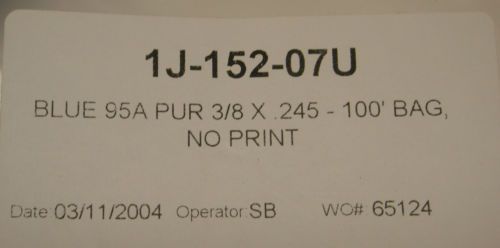 1J-152-07U
BLUE 95A PUR 3/8 X .245 - 100' BAG,
NO PRINT
Date: 03/11/2004 Operator: SB WO#: 65124